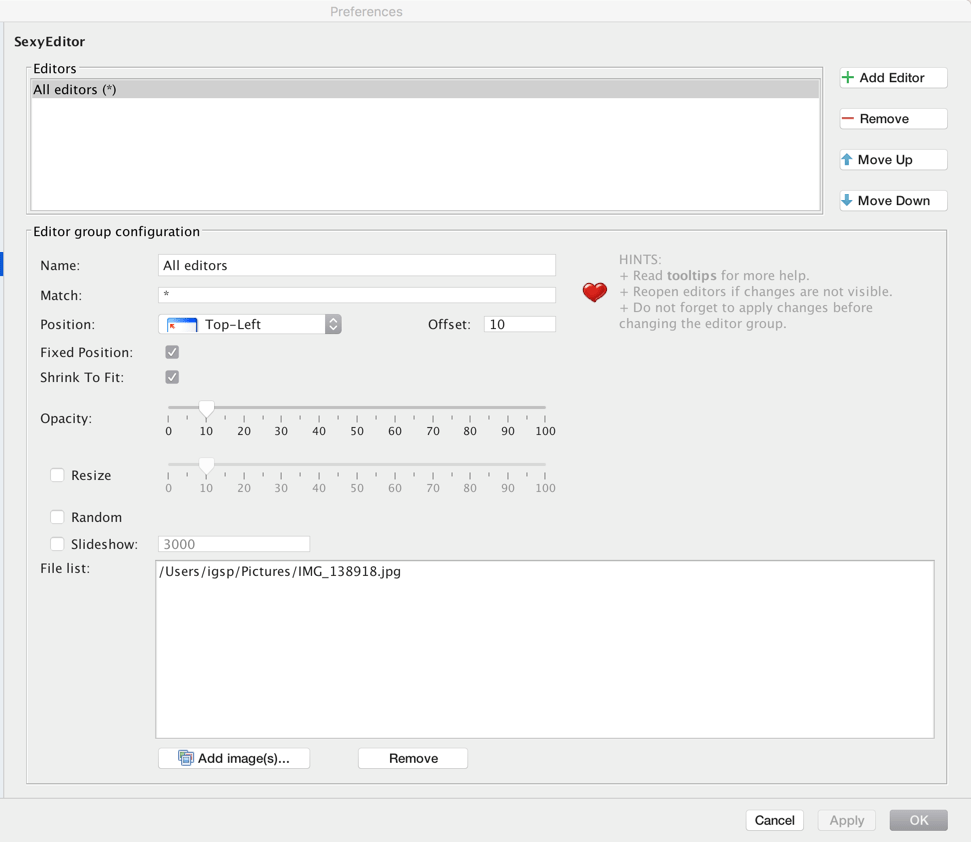 Preferences
SexyEditor
Editors
All editors (*)
Add Editor
Remove
Move Up
Move Down
Editor group configuration
Name: All editors
Match: *
Position: Top-Left Offset: 10
HINTS:
+ Read tooltips for more help.
+ Reopen editors if changes are not visible.
+ Do not forget to apply changes before
changing the editor group.
Fixed Position:
Shrink To Fit:
Opacity:
0 10 20 30 40 50 60 70 80 90 100
Resize
0 10 20 30 40 50 60 70 80 90 100
Random
Slideshow: 3000
File list: /Users/igsp/Pictures/IMG_138918.jpg
Add image(s)... Remove
Cancel Apply OK